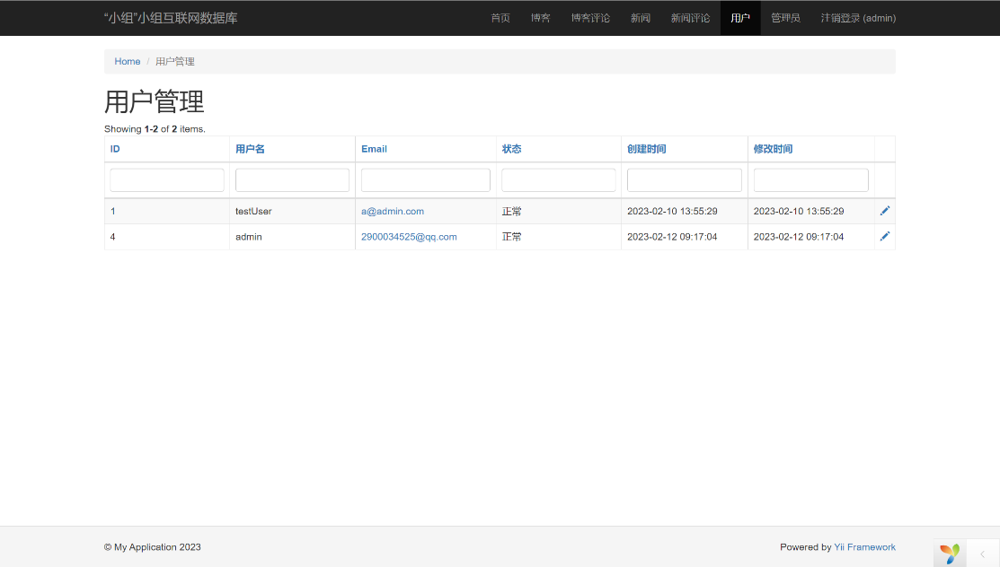 “小组”小组互联网数据库 首页 博客 博客评论 新闻 新闻评论 用户 管理员 注销登录 (admin)
Home / 用户管理
用户管理
Showing 1-2 of 2 items.
ID 用户名 Email 状态 创建时间 修改时间
1 testUser a@admin.com 正常 2023-02-10 13:55:29 2023-02-10 13:55:29
4 admin 2900034525@qq.com 正常 2023-02-12 09:17:04 2023-02-12 09:17:04
© My Application 2023 Powered by Yii Framework